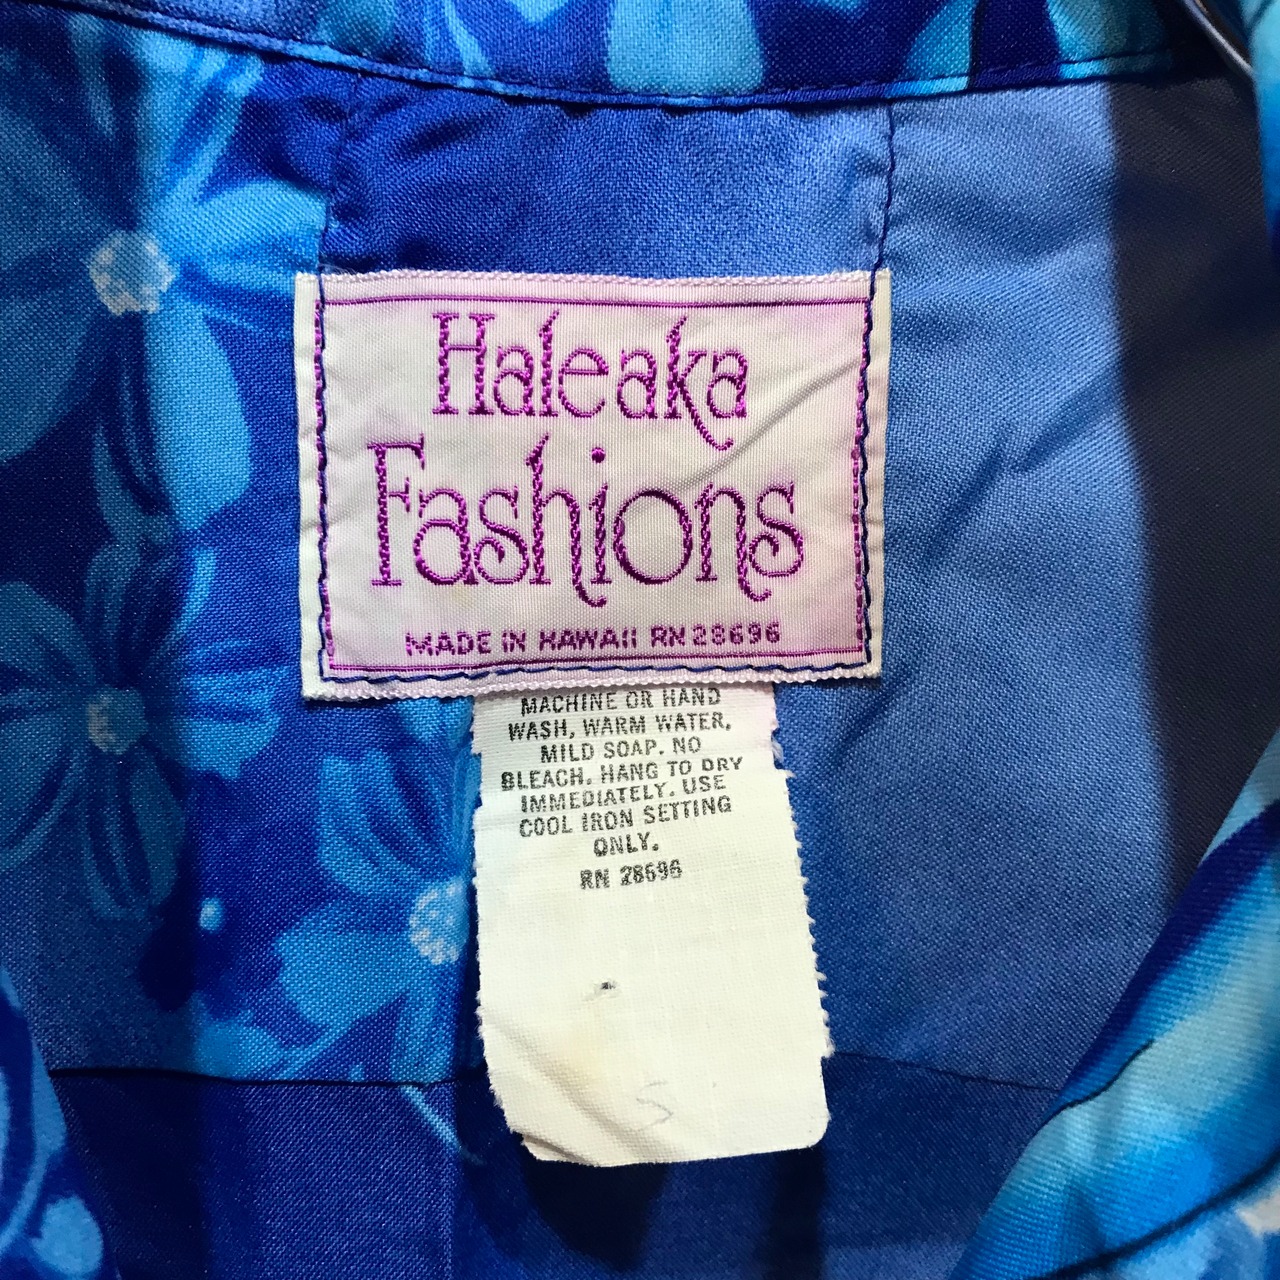 Haleaka
Fashions
MADE IN HAWAII RN 28696
MACHINE OR HAND
WASH, WARM WATER,
MILD SOAP. NO
BLEACH. HANG TO DRY
IMMEDIATELY. USE
COOL IRON SETTING
ONLY.
RN 28696
S